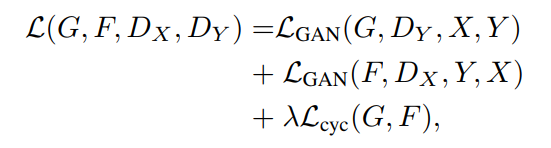 ℒ(G, F, D_X, D_Y) = ℒ_GAN(G, D_Y, X, Y)
+ ℒ_GAN(F, D_X, Y, X)
+ λℒ_cyc(G, F),